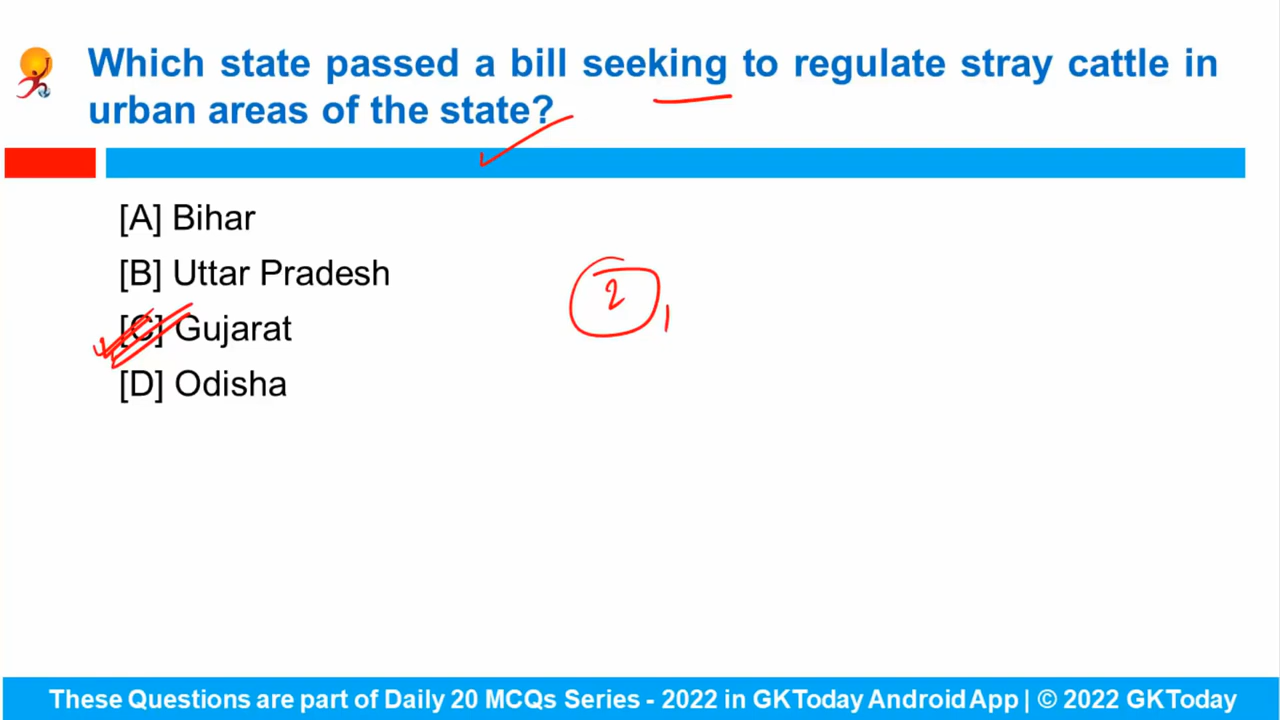 Which state passed a bill seeking to regulate stray cattle in
urban areas of the state?
[A] Bihar
[B] Uttar Pradesh
[C] Gujarat
[D] Odisha
2
These Questions are part of Daily 20 MCQs Series - 2022 in GKToday Android App | © 2022 GKToday